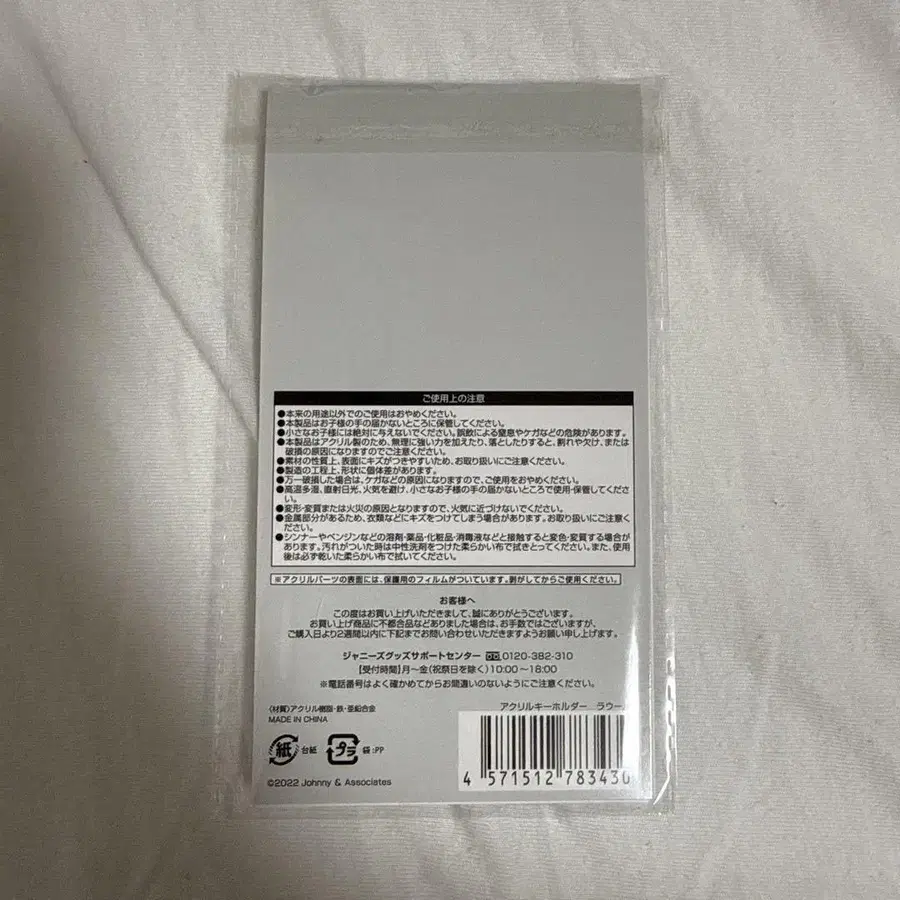 ご使用上の注意
●本来の用途以外でのご使用はおやめください。
●本製品はお子様の手の届かないところに保管してください。
●小さなお子様には絶対に与えないでください。誤飲による窒息やケガなどの危険があります。
●本製品はアクリル製のため、無理に強い力を加えたり、落としたりすると、割れや欠け、または
破損の原因になりますのでご注意ください。
●素材の性質上、表面にキズがつきやすいため、お取り扱いにご注意ください。
●製造の工程上、形状に個体差があります。
●万一破損した場合は、ケガなどの原因になりますので、ご使用をおやめください。
●高温多湿、直射日光、火気を避け、小さなお子様の手の届かないところで使用・保管してくださ
い。
●変形・変質または火災の原因となりますので、火気に近づけないでください。
●金属部分があるため、衣類などにキズをつけてしまう場合があります。お取り扱いにご注意く
ださい。
●シンナーやベンジンなどの溶剤・薬品・化粧品・消毒液などと接触すると変色・変質する場合が
あります。汚れがついた時は中性洗剤をつけた柔らかい布で拭きとってください。また、使用
後は必ず乾いた柔らかい布で拭いてください。
※アクリルパーツの表面には、保護用のフィルムがついています。剥がしてからご使用ください。
お客様へ
この度はお買い上げいただきまして、誠にありがとうございます。
お買い上げ商品に不都合品などありました場合は、お手数ではございますが、
ご購入日より2週間以内に下記までお問い合わせいただきますようお願い申し上げます。
ジャニーズグッズサポートセンター 0120-382-310
【受付時間】月〜金(祝祭日を除く)10:00〜18:00
※電話番号はよく確かめてからお間違いのないようにご注意ください。
〈材質〉アクリル樹脂・鉄・亜鉛合金
MADE IN CHINA
アクリルキーホルダー ラウール
紙 台紙 プラ 袋:PP
4 571512 783430
©2022 Johnny & Associates